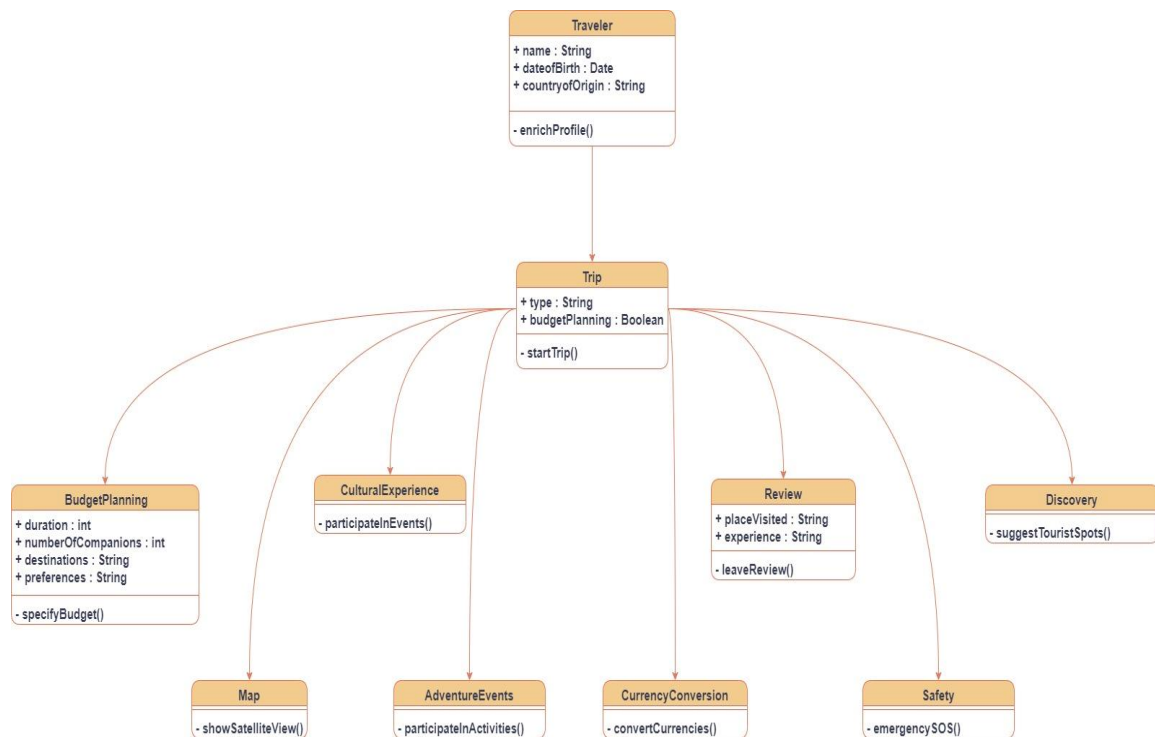 Traveler
+ name : String
+ dateofBirth : Date
+ countryofOrigin : String
- enrichProfile()
Trip
+ type : String
+ budgetPlanning : Boolean
- startTrip()
BudgetPlanning
+ duration : int
+ numberOfCompanions : int
+ destinations : String
+ preferences : String
- specifyBudget()
CulturalExperience
- participateInEvents()
Review
+ placeVisited : String
+ experience : String
- leaveReview()
Discovery
- suggestTouristSpots()
Map
- showSatelliteView()
AdventureEvents
- participateInActivities()
CurrencyConversion
- convertCurrencies()
Safety
- emergencySOS()